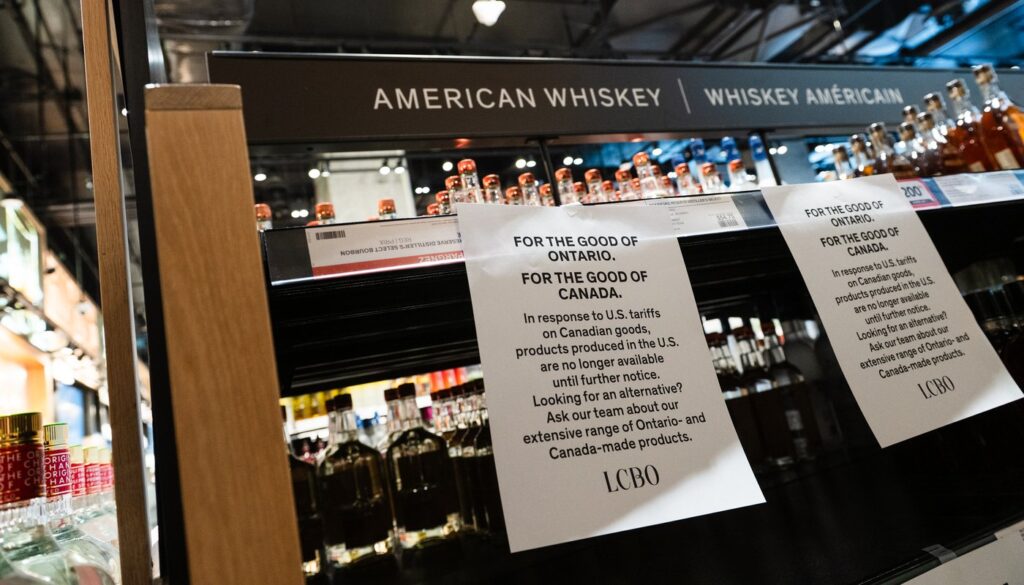 AMERICAN WHISKEY | WHISKEY AMÉRICAIN
RESERVE DISTILLER'S SELECT BOURBON
FOR THE GOOD OF
ONTARIO.
FOR THE GOOD OF
CANADA.
In response to U.S. tariffs
on Canadian goods,
products produced in the U.S.
are no longer available
until further notice.
Looking for an alternative?
Ask our team about our
extensive range of Ontario- and
Canada-made products.
LCBO
200
FOR THE GOOD OF
ONTARIO.
FOR THE GOOD OF
CANADA.
In response to U.S. tariffs
on Canadian goods,
products produced in the U.S.
are no longer available
until further notice.
Looking for an alternative?
Ask our team about our
extensive range of Ontario- and
Canada-made products.
LCBO